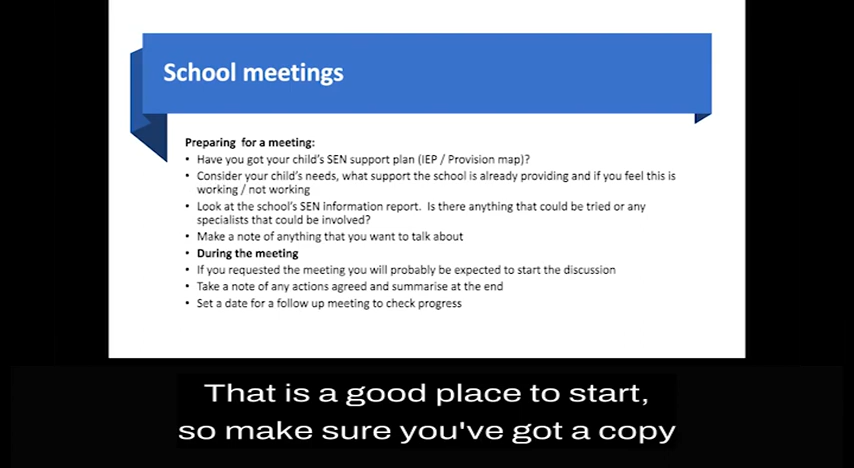 School meetings
Preparing  for a meeting:
• Have you got your child's SEN support plan (IEP / Provision map)?
• Consider your child's needs, what support the school is already providing and if you feel this is
working / not working
• Look at the school's SEN information report.  Is there anything that could be tried or any
specialists that could be involved?
• Make a note of anything that you want to talk about
• During the meeting
• If you requested the meeting you will probably be expected to start the discussion
• Take a note of any actions agreed and summarise at the end
• Set a date for a follow up meeting to check progress
That is a good place to start,
so make sure you've got a copy